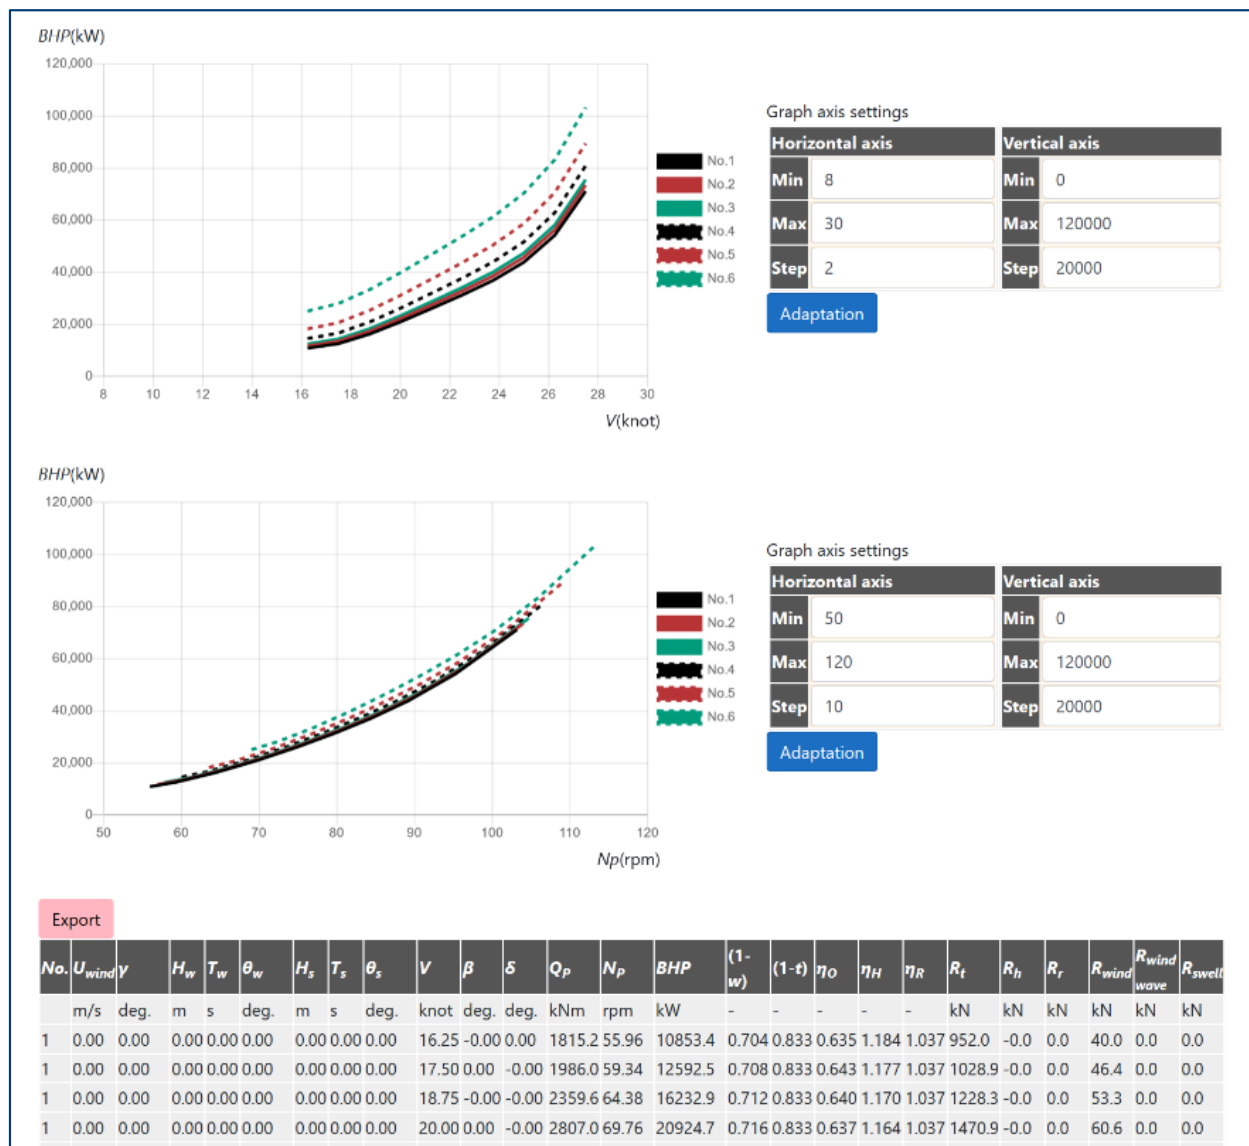 BHP(kW)
120,000
100,000
80,000
60,000
40,000
20,000
0
8 10 12 14 16 18 20 22 24 26 28 30
V(knot)
No.1
No.2
No.3
No.4
No.5
No.6
Graph axis settings
Horizontal axis Vertical axis
Min 8 Min 0
Max 30 Max 120000
Step 2 Step 20000
Adaptation
BHP(kW)
120,000
100,000
80,000
60,000
40,000
20,000
0
50 60 70 80 90 100 110 120
Np(rpm)
No.1
No.2
No.3
No.4
No.5
No.6
Graph axis settings
Horizontal axis Vertical axis
Min 50 Min 0
Max 120 Max 120000
Step 10 Step 20000
Adaptation
Export
No. Uwind γ Hw Tw θw Hs Ts θs V β δ QP NP BHP (1-w) (1-t) ηO ηH ηR Rt Rh Rr Rwind Rwind wave Rswell
m/s deg. m s deg. m s deg. knot deg. deg. kNm rpm kW - - - - - kN kN kN kN kN kN
1 0.00 0.00 0.00 0.00 0.00 0.00 0.00 0.00 16.25 -0.00 0.00 1815.2 55.96 10853.4 0.704 0.833 0.635 1.184 1.037 952.0 -0.0 0.0 40.0 0.0 0.0
1 0.00 0.00 0.00 0.00 0.00 0.00 0.00 0.00 17.50 0.00 -0.00 1986.0 59.34 12592.5 0.708 0.833 0.643 1.177 1.037 1028.9 -0.0 0.0 46.4 0.0 0.0
1 0.00 0.00 0.00 0.00 0.00 0.00 0.00 0.00 18.75 -0.00 -0.00 2359.6 64.38 16232.9 0.712 0.833 0.640 1.170 1.037 1228.3 -0.0 0.0 53.3 0.0 0.0
1 0.00 0.00 0.00 0.00 0.00 0.00 0.00 0.00 20.00 0.00 -0.00 2807.0 69.76 20924.7 0.716 0.833 0.637 1.164 1.037 1470.9 -0.0 0.0 60.6 0.0 0.0